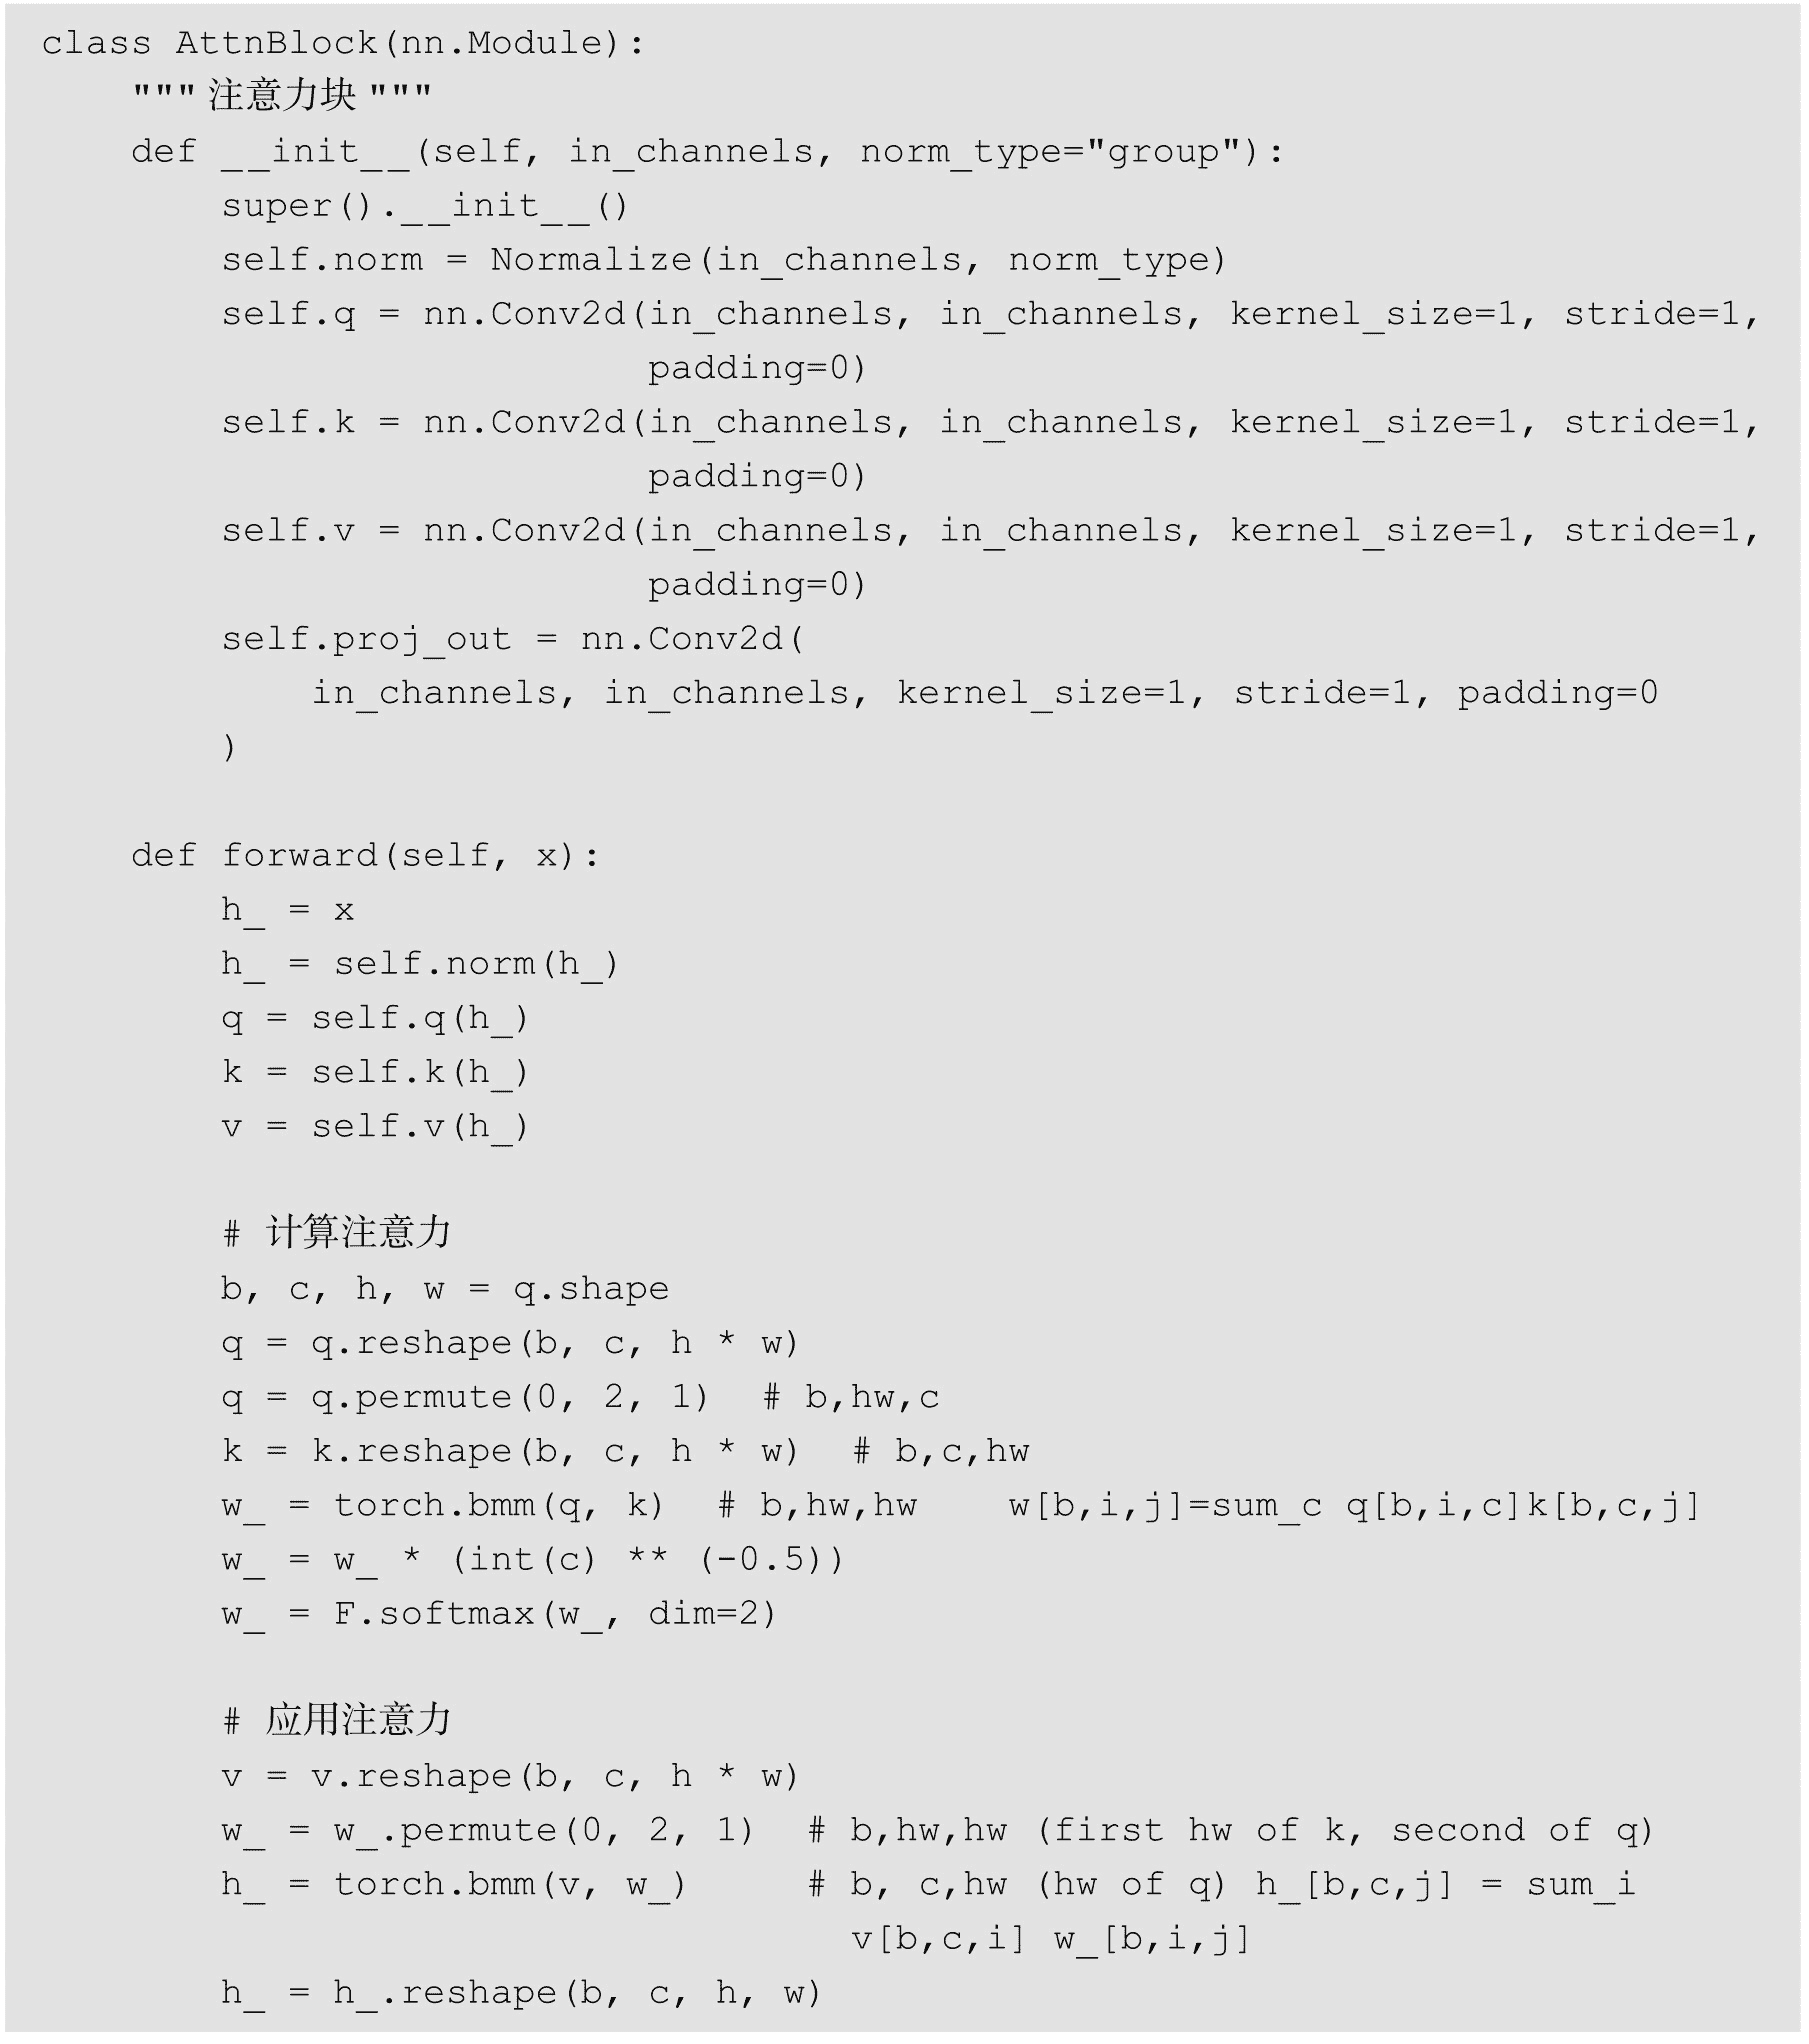 class AttnBlock(nn.Module):
    """ 注意力块 """
    def __init__(self, in_channels, norm_type="group"):
        super().__init__()
        self.norm = Normalize(in_channels, norm_type)
        self.q = nn.Conv2d(in_channels, in_channels, kernel_size=1, stride=1,
                           padding=0)
        self.k = nn.Conv2d(in_channels, in_channels, kernel_size=1, stride=1,
                           padding=0)
        self.v = nn.Conv2d(in_channels, in_channels, kernel_size=1, stride=1,
                           padding=0)
        self.proj_out = nn.Conv2d(
            in_channels, in_channels, kernel_size=1, stride=1, padding=0
        )

    def forward(self, x):
        h_ = x
        h_ = self.norm(h_)
        q = self.q(h_)
        k = self.k(h_)
        v = self.v(h_)

        # 计算注意力
        b, c, h, w = q.shape
        q = q.reshape(b, c, h * w)
        q = q.permute(0, 2, 1)  # b,hw,c
        k = k.reshape(b, c, h * w)  # b,c,hw
        w_ = torch.bmm(q, k)  # b,hw,hw    w[b,i,j]=sum_c q[b,i,c]k[b,c,j]
        w_ = w_ * (int(c) ** (-0.5))
        w_ = F.softmax(w_, dim=2)

        # 应用注意力
        v = v.reshape(b, c, h * w)
        w_ = w_.permute(0, 2, 1)  # b,hw,hw (first hw of k, second of q)
        h_ = torch.bmm(v, w_)     # b, c,hw (hw of q) h_[b,c,j] = sum_i
                                    v[b,c,i] w_[b,i,j]
        h_ = h_.reshape(b, c, h, w)